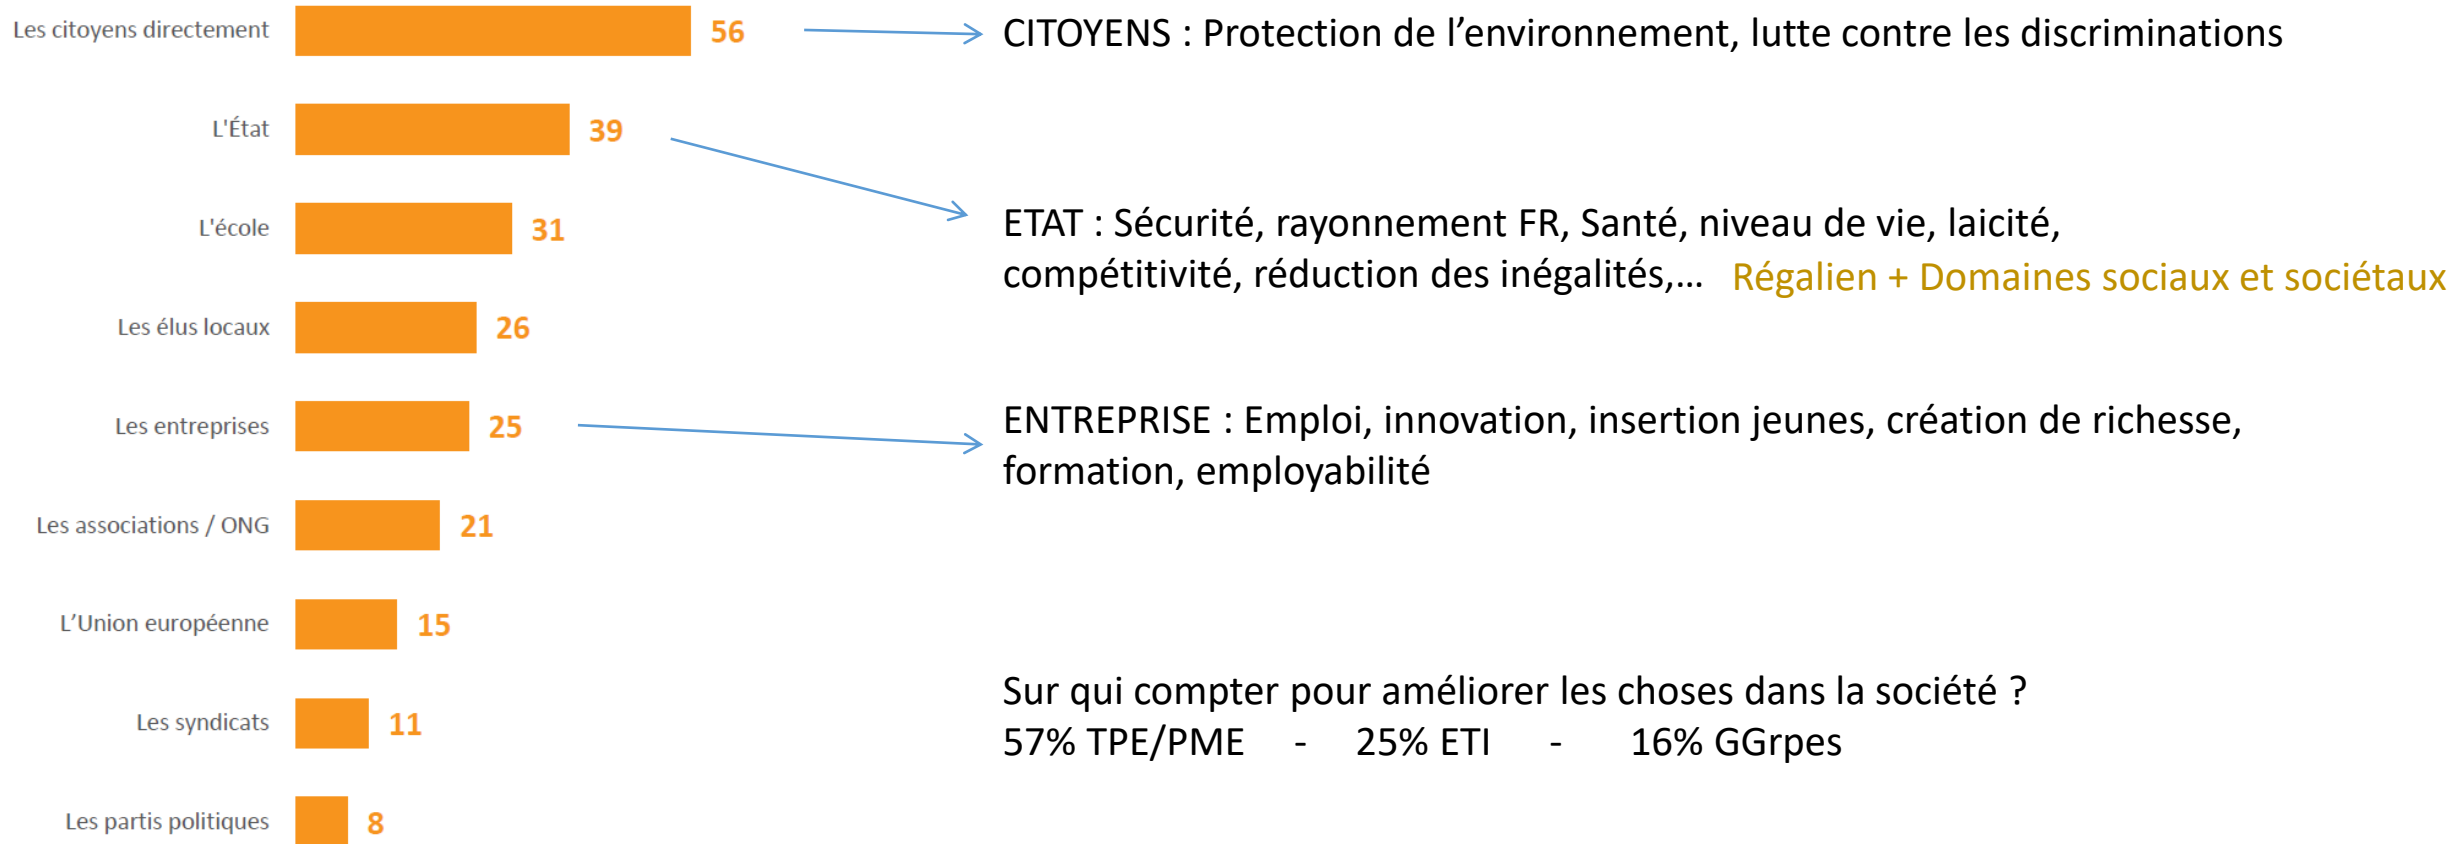 Les citoyens directement 56
CITOYENS : Protection de l’environnement, lutte contre les discriminations
L'État 39
ETAT : Sécurité, rayonnement FR, Santé, niveau de vie, laicité,
compétitivité, réduction des inégalités,... Régalien + Domaines sociaux et sociétaux
L'école 31
Les élus locaux 26
Les entreprises 25
ENTREPRISE : Emploi, innovation, insertion jeunes, création de richesse,
formation, employabilité
Les associations / ONG 21
L’Union européenne 15
Les syndicats 11
Les partis politiques 8
Sur qui compter pour améliorer les choses dans la société ?
57% TPE/PME - 25% ETI - 16% GGrpes